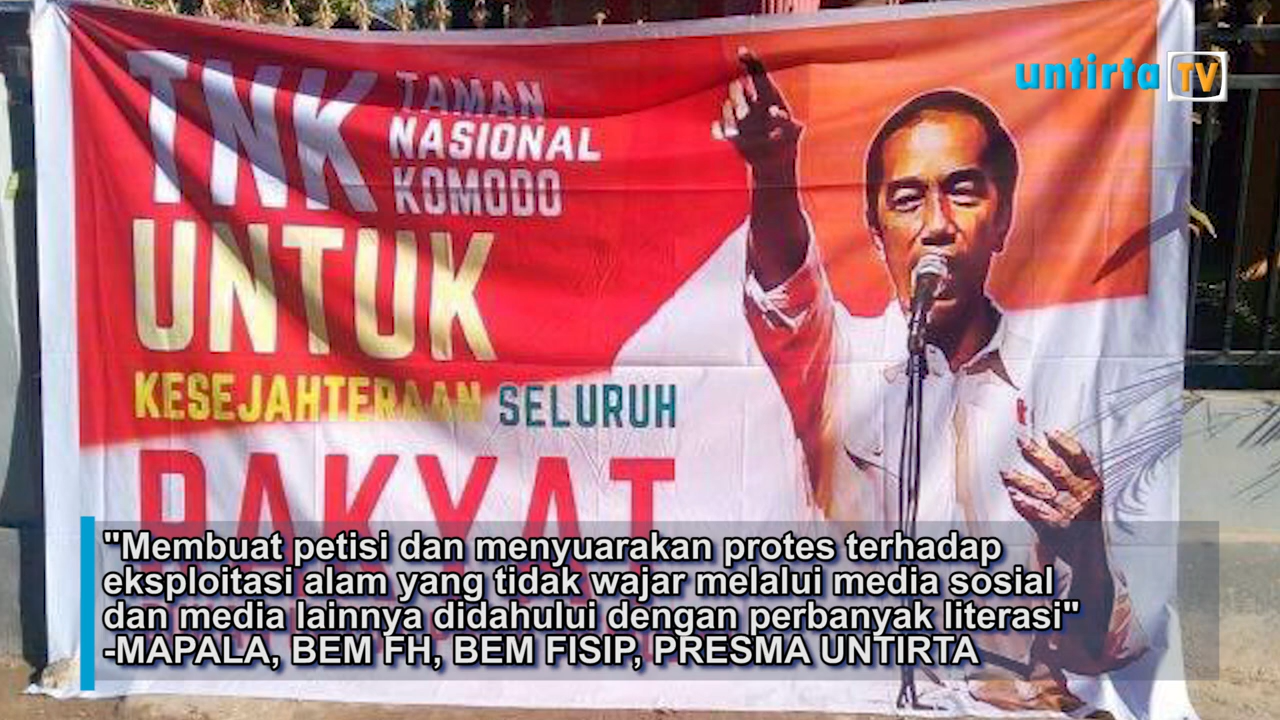 untirta TV
TNK
TAMAN
NASIONAL
KOMODO
UNTUK
KESEJAHTERAAN SELURUH
RAKYAT
"Membuat petisi dan menyuarakan protes terhadap
eksploitasi alam yang tidak wajar melalui media sosial
dan media lainnya didahului dengan perbanyak literasi"
-MAPALA, BEM FH, BEM FISIP, PRESMA UNTIRTA